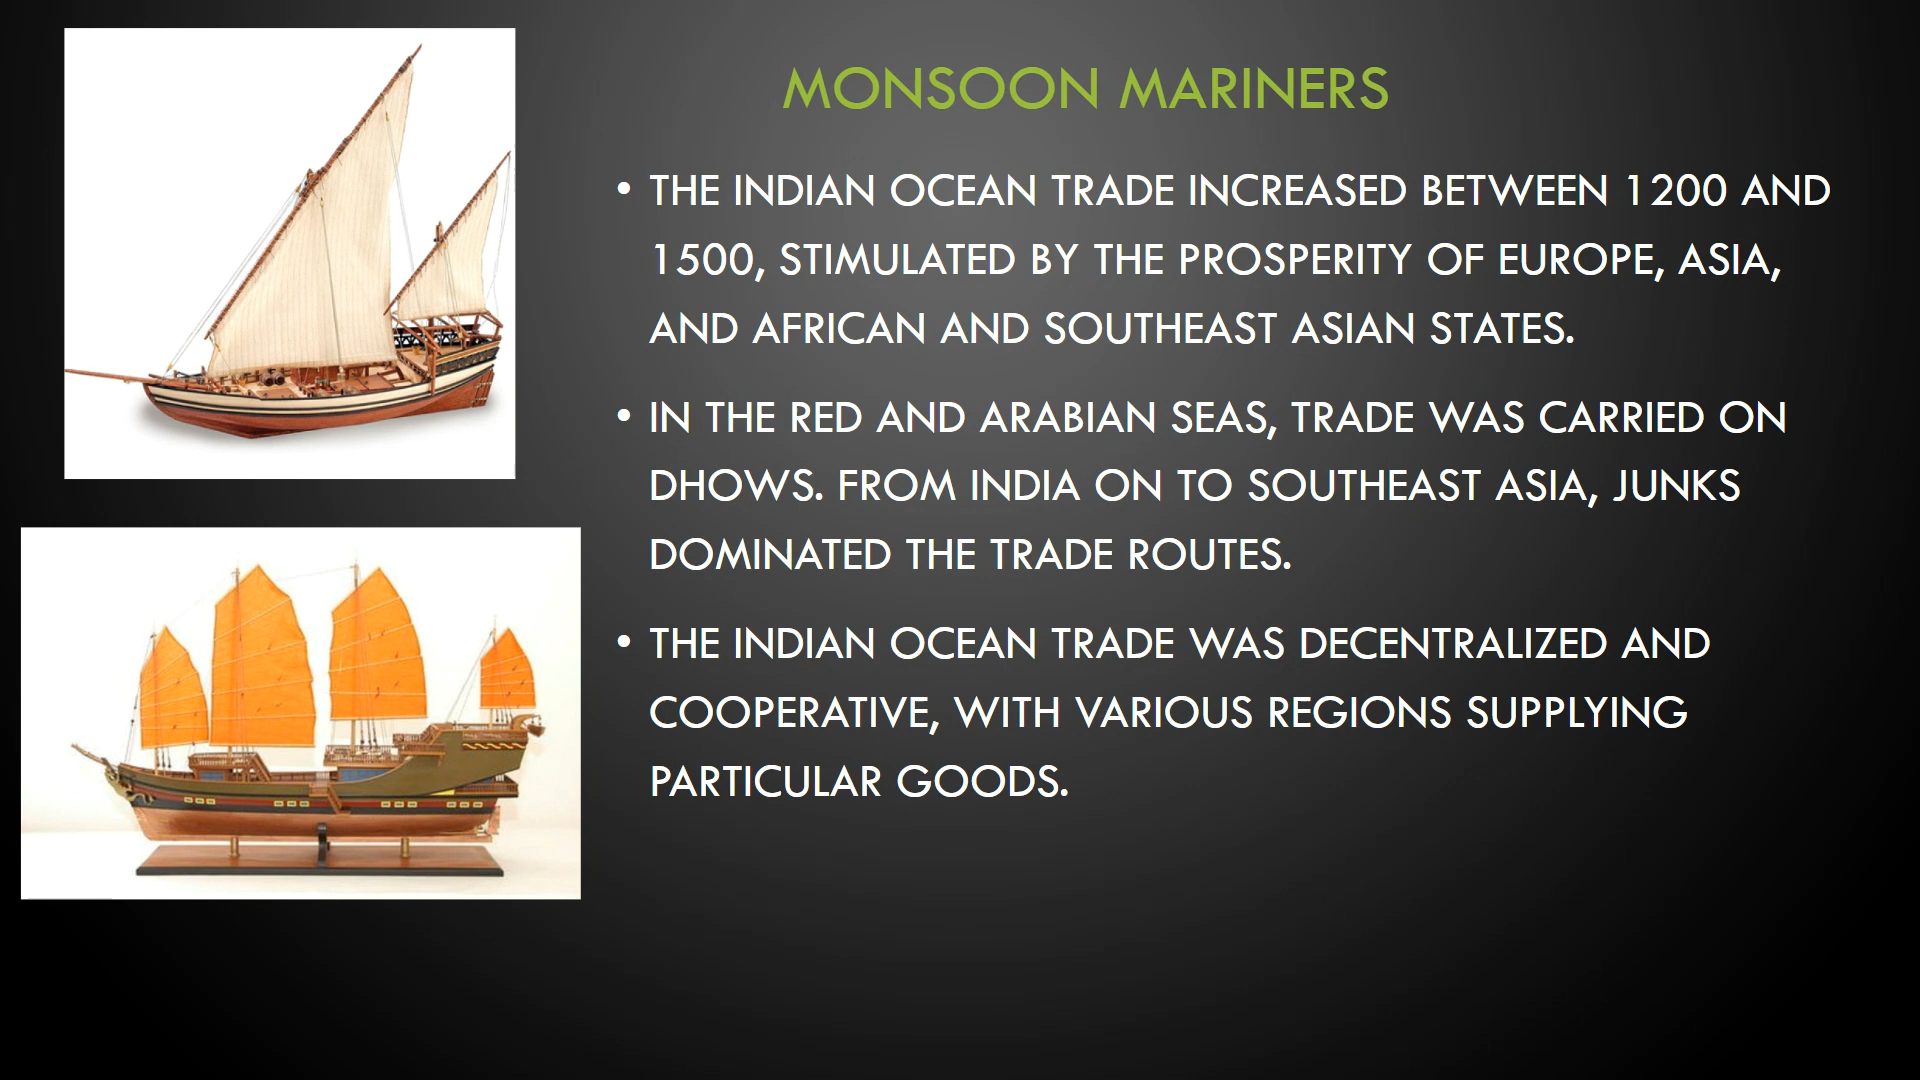 MONSOON MARINERS
• THE INDIAN OCEAN TRADE INCREASED BETWEEN 1200 AND
1500, STIMULATED BY THE PROSPERITY OF EUROPE, ASIA,
AND AFRICAN AND SOUTHEAST ASIAN STATES.
• IN THE RED AND ARABIAN SEAS, TRADE WAS CARRIED ON
DHOWS. FROM INDIA ON TO SOUTHEAST ASIA, JUNKS
DOMINATED THE TRADE ROUTES.
• THE INDIAN OCEAN TRADE WAS DECENTRALIZED AND
COOPERATIVE, WITH VARIOUS REGIONS SUPPLYING
PARTICULAR GOODS.